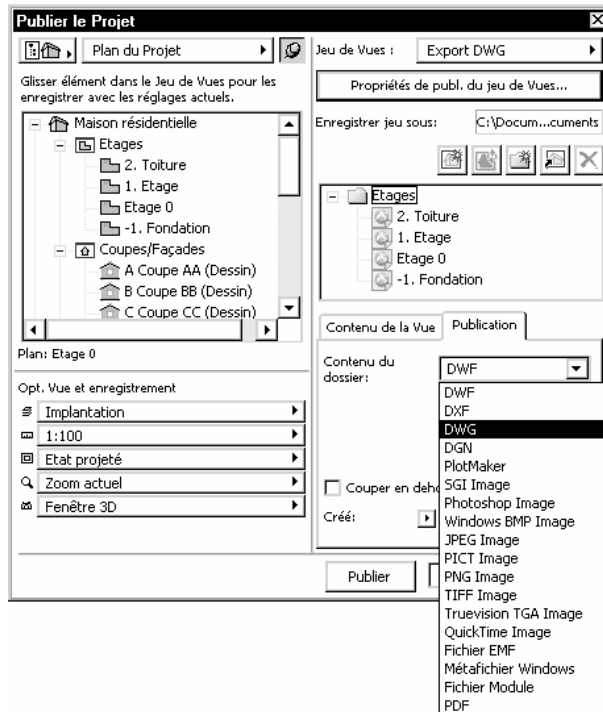 Publier le Projet
Plan du Projet
Glisser élément dans le Jeu de Vues pour les
enregistrer avec les réglages actuels.
Maison résidentielle
Etages
2. Toiture
1. Etage
Etage 0
-1. Fondation
Coupes/Façades
A Coupe AA (Dessin)
B Coupe BB (Dessin)
C Coupe CC (Dessin)
Plan: Etage 0
Opt. Vue et enregistrement
Implantation
1:100
Etat projeté
Zoom actuel
Fenêtre 3D
Jeu de Vues :
Export DWG
Propriétés de publ. du jeu de Vues...
Enregistrer jeu sous:
C:\Docum...cuments
Etages
2. Toiture
1. Etage
Etage 0
-1. Fondation
Contenu de la Vue
Publication
Contenu du
dossier:
DWF
DWF
DXF
DWG
DGN
PlotMaker
SGI Image
Photoshop Image
Windows BMP Image
JPEG Image
PICT Image
PNG Image
TIFF Image
Truevision TGA Image
QuickTime Image
Fichier EMF
Métafichier Windows
Fichier Module
PDF
Couper en deho
Créé:
Publier